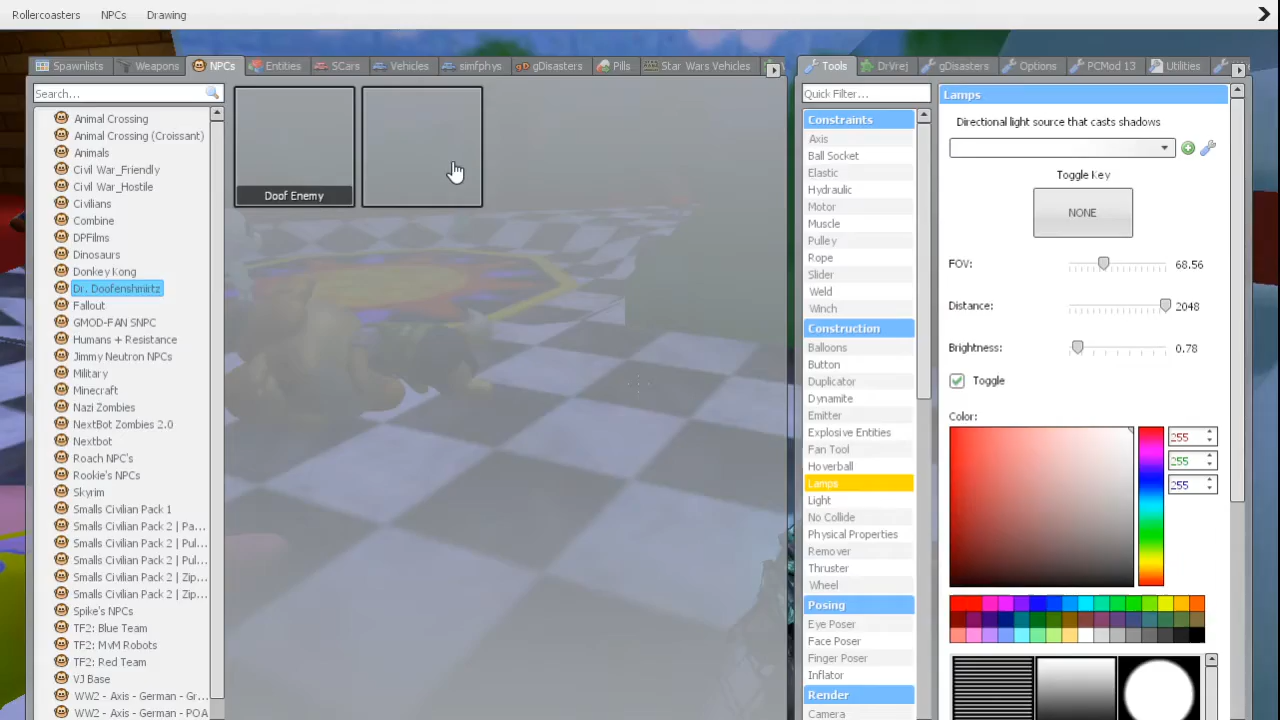 Rollercoasters NPCs Drawing
Spawnlists Weapons NPCs Entities SCars Vehicles simfphys gDisasters Pills Star Wars Vehicles
Search...
Animal Crossing
Animal Crossing (Croissant)
Animals
Civil War_Friendly
Civil War_Hostile
Civilians
Combine
DPFilms
Dinosaurs
Donkey Kong
Dr. Doofenshmirtz
Fallout
GMOD-FAN SNPC
Humans + Resistance
Jimmy Neutron NPCs
Military
Minecraft
Nazi Zombies
NextBot Zombies 2.0
Nextbot
Roach NPC's
Rookie's NPCs
Skyrim
Smalls Civilian Pack 1
Smalls Civilian Pack 2 | Pa...
Smalls Civilian Pack 2 | Pul...
Smalls Civilian Pack 2 | Pul...
Smalls Civilian Pack 2 | Zip...
Smalls Civilian Pack 2 | Zip...
Spike's NPCs
TF2: Blue Team
TF2: MvM Robots
TF2: Red Team
VJ Base
WW2 - Axis - German - Gr...
WW2 - Axis - German - POA
Doof Enemy
Tools DrVrej gDisasters Options PCMod 13 Utilities
Quick Filter...
Constraints
Axis
Ball Socket
Elastic
Hydraulic
Motor
Muscle
Pulley
Rope
Slider
Weld
Winch
Construction
Balloons
Button
Duplicator
Dynamite
Emitter
Explosive Entities
Fan Tool
Hoverball
Lamps
Light
No Collide
Physical Properties
Remover
Thruster
Wheel
Posing
Eye Poser
Face Poser
Finger Poser
Inflator
Render
Camera
Lamps
Directional light source that casts shadows
Toggle Key
NONE
FOV: 68.56
Distance: 2048
Brightness: 0.78
Toggle
Color:
255
255
255